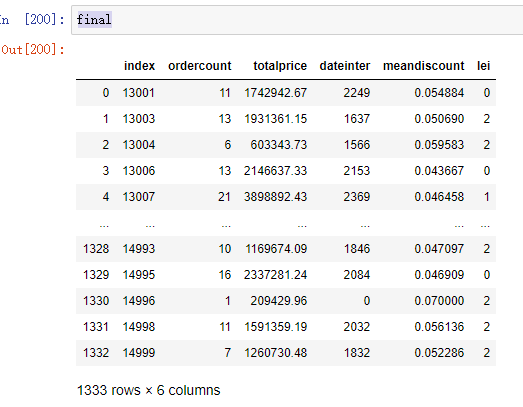 n [200]: final
Out[200]:
index ordercount totalprice dateinter meandiscount lei
0 13001 11 1742942.67 2249 0.054884 0
1 13003 13 1931361.15 1637 0.050690 2
2 13004 6 603343.73 1566 0.059583 2
3 13006 13 2146637.33 2153 0.043667 0
4 13007 21 3898892.43 2369 0.046458 1
... ... ... ... ... ... ...
1328 14993 10 1169674.09 1846 0.047097 2
1329 14995 16 2337281.24 2084 0.046909 0
1330 14996 1 209429.96 0 0.070000 2
1331 14998 11 1591359.19 2032 0.056136 2
1332 14999 7 1260730.48 1832 0.052286 2
1333 rows × 6 columns